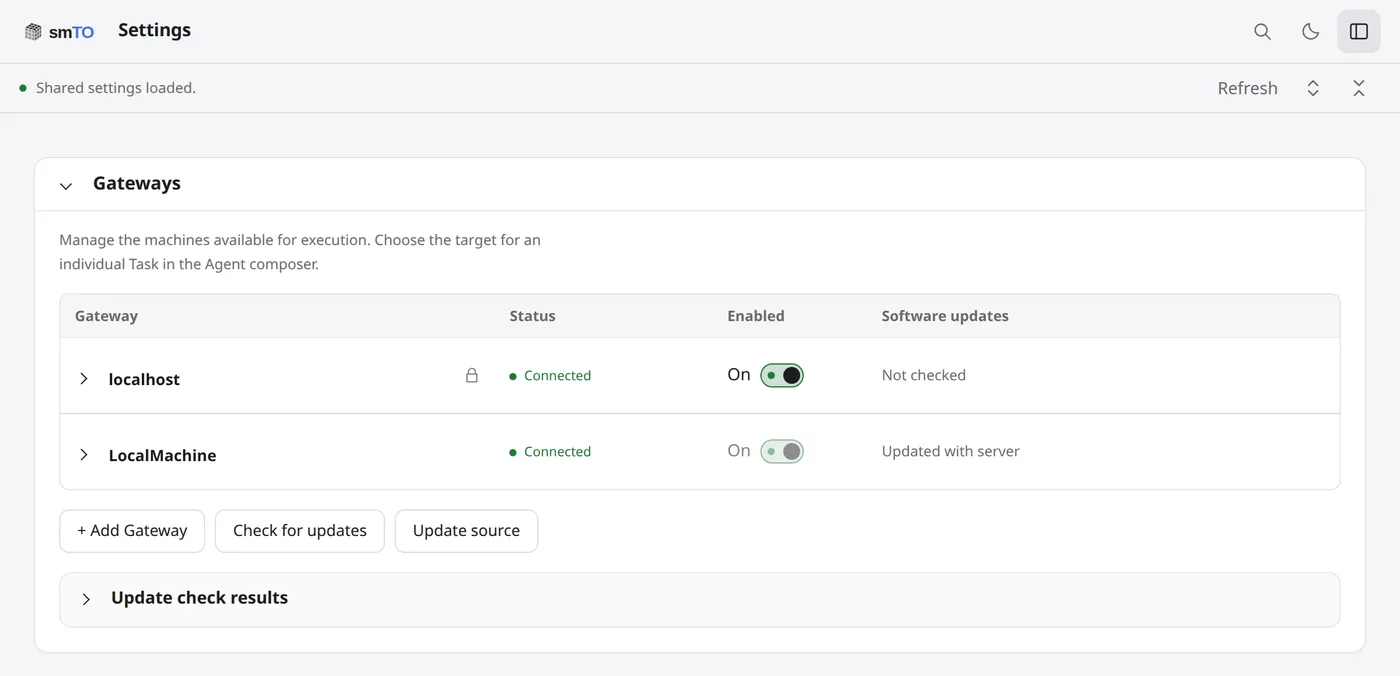 smTO Settings
Shared settings loaded. Refresh
Gateways
Manage the machines available for execution. Choose the target for an
individual Task in the Agent composer.
Gateway Status Enabled Software updates
localhost Connected On Not checked
LocalMachine Connected On Updated with server
+ Add Gateway Check for updates Update source
Update check results